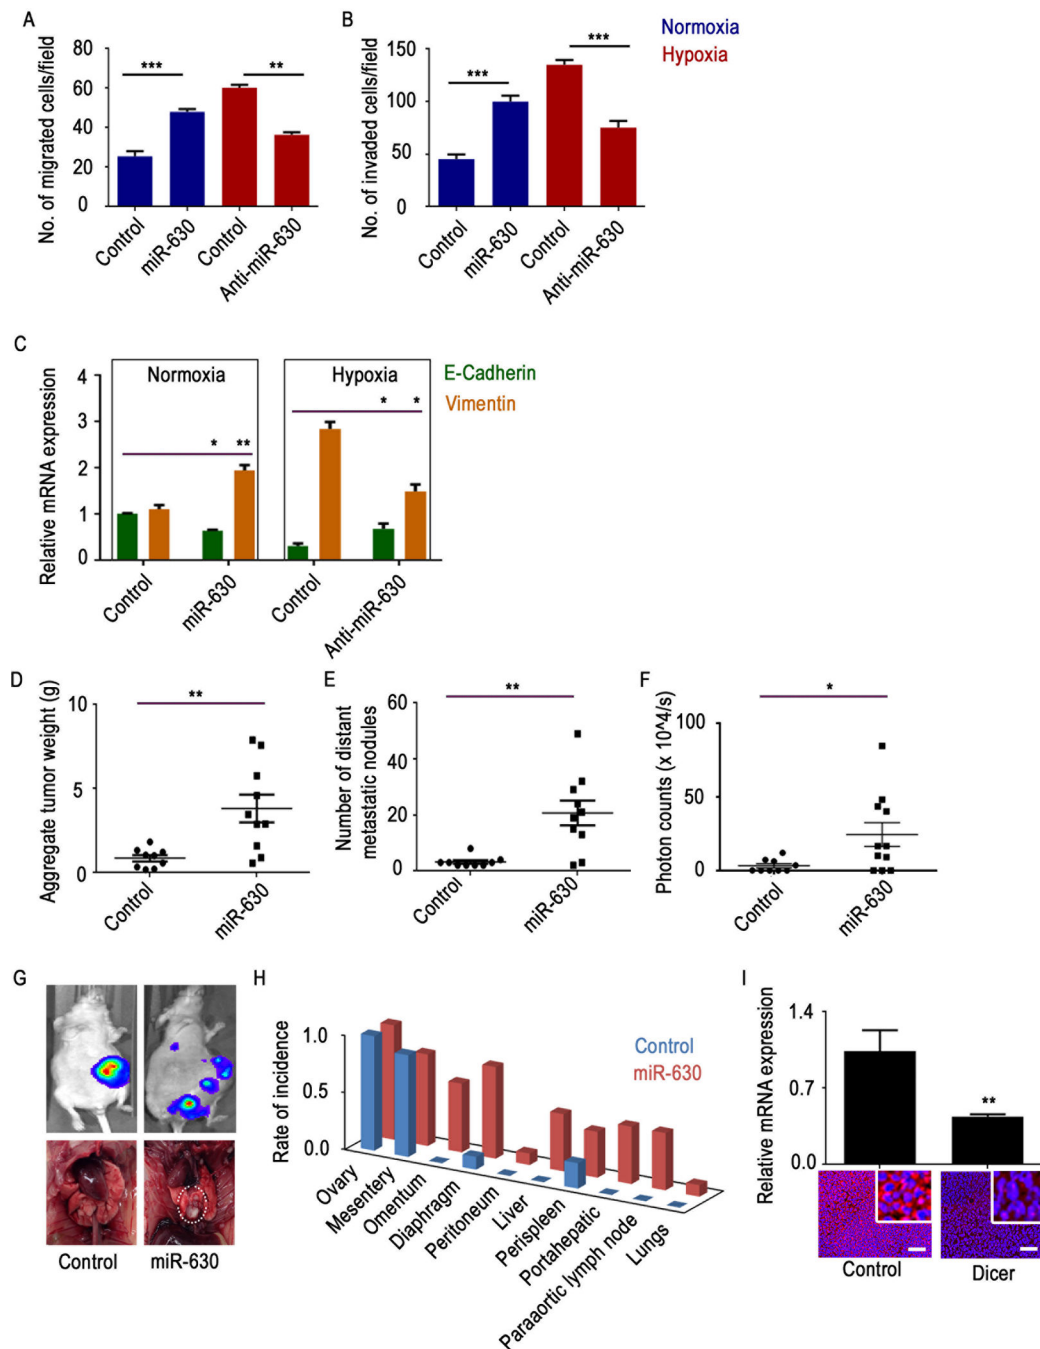 A
No. of migrated cells/field
80
60
40
20
0
***
**
Control
miR-630
Control
Anti-miR-630
B
No. of invaded cells/field
150
100
50
0
***
***
Control
miR-630
Control
Anti-miR-630
Normoxia
Hypoxia
C
Relative mRNA expression
4
3
2
1
0
Normoxia
Hypoxia
* **
* *
E-Cadherin
Vimentin
Control
miR-630
Control
Anti-miR-630
D
Aggregate tumor weight (g)
10
5
0
**
Control
miR-630
E
Number of distant
metastatic nodules
60
40
20
0
**
Control
miR-630
F
Photon counts (x 10^4/s)
100
50
0
*
Control
miR-630
G
Control
miR-630
H
Rate of incidence
1.0
0.5
0.0
Control
miR-630
Ovary
Mesentery
Omentum
Diaphragn
Peritoneum
Liver
Perispleen
Portahepatic
Paraaortic lymph node
Lungs
I
Relative mRNA expression
1.4
0.7
0.0
**
Control
Dicer